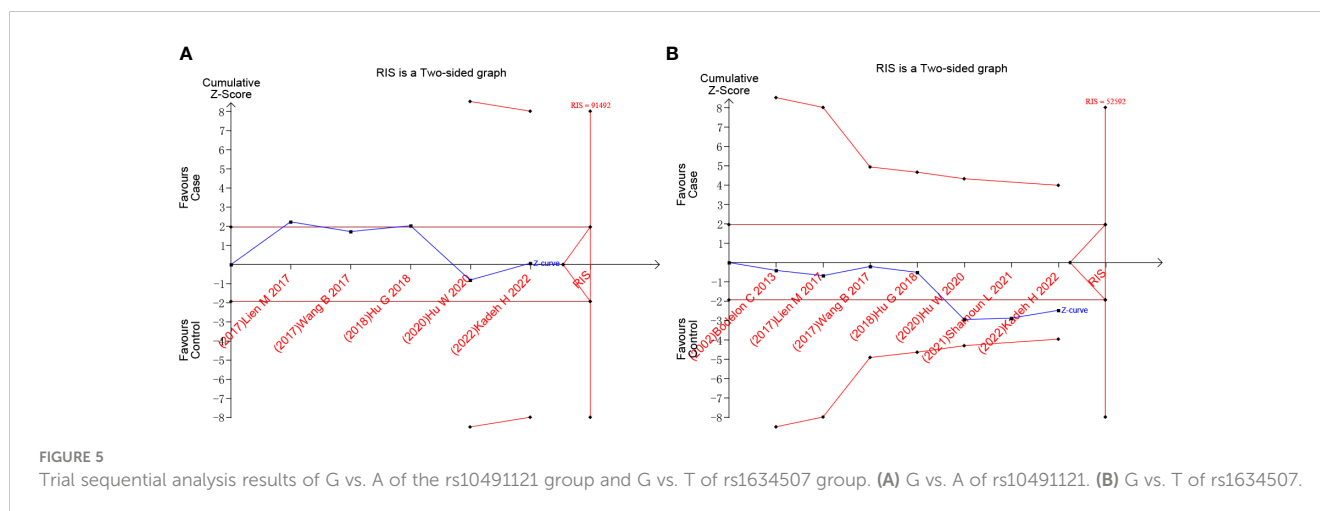 A
RIS is a Two-sided graph
Cumulative
Z-Score
RIS = 91492
8
7
6
5
4
3
2
1
−1
−2
−3
−4
−5
−6
−7
−8
Favours
Case
Favours
Control
Z-curve
(2017)Lien M 2017
(2017)Wang B 2017
(2018)Hu G 2018
(2020)Hu W 2020
(2022)Kadeh H 2022
RIS
B
RIS is a Two-sided graph
Cumulative
Z-Score
RIS = 52592
8
7
6
5
4
3
2
1
−1
−2
−3
−4
−5
−6
−7
−8
Favours
Case
Favours
Control
Z-curve
(2002)Bodelon C 2013
(2017)Lien M 2017
(2017)Wang B 2017
(2018)Hu G 2018
(2020)Hu W 2020
(2021)Shamoun L 2021
(2022)Kadeh H 2022
RIS
FIGURE 5
Trial sequential analysis results of G vs. A of the rs10491121 group and G vs. T of rs1634507 group. (A) G vs. A of rs10491121. (B) G vs. T of rs1634507.